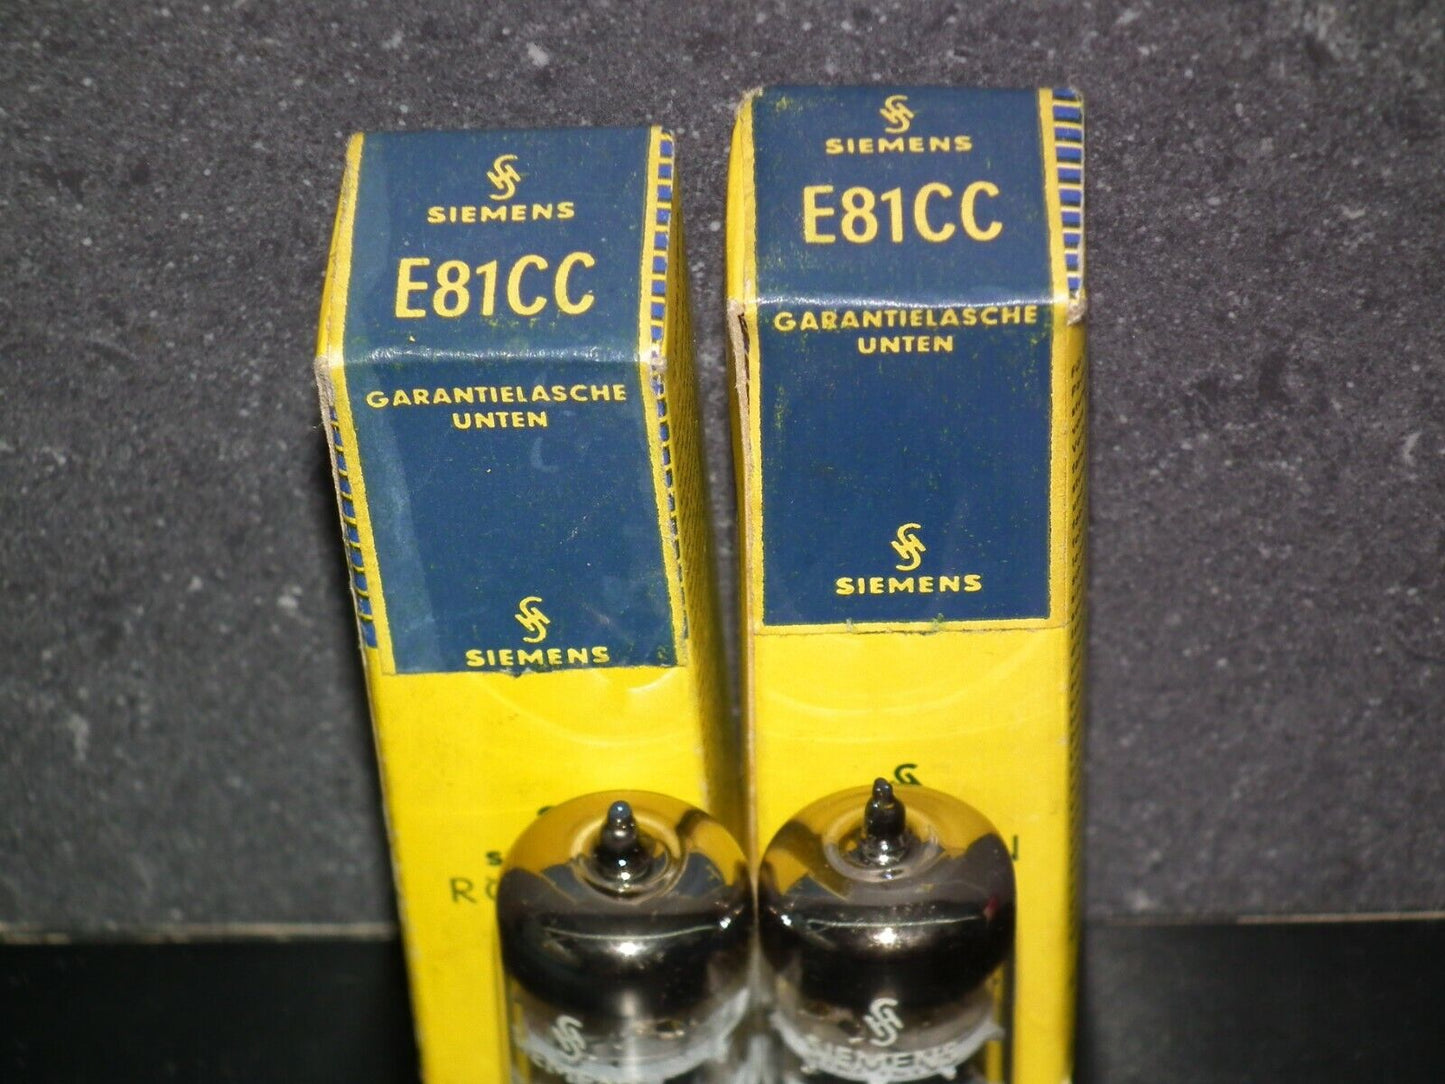 SIEMENS
E81CC
GARANTIELASCHE
UNTEN
SIEMENS
SIEMENS
E81CC
GARANTIELASCHE
UNTEN
SIEMENS
SIEMENS